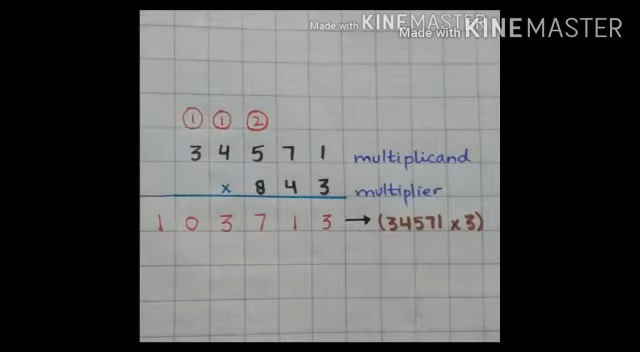 Made with KINEMASTER
Made with KINEMASTER
1 1 2
3 4 5 7 1 multiplicand
x 8 4 3 multiplier
1 0 3 7 1 3 → (34571 x 3)